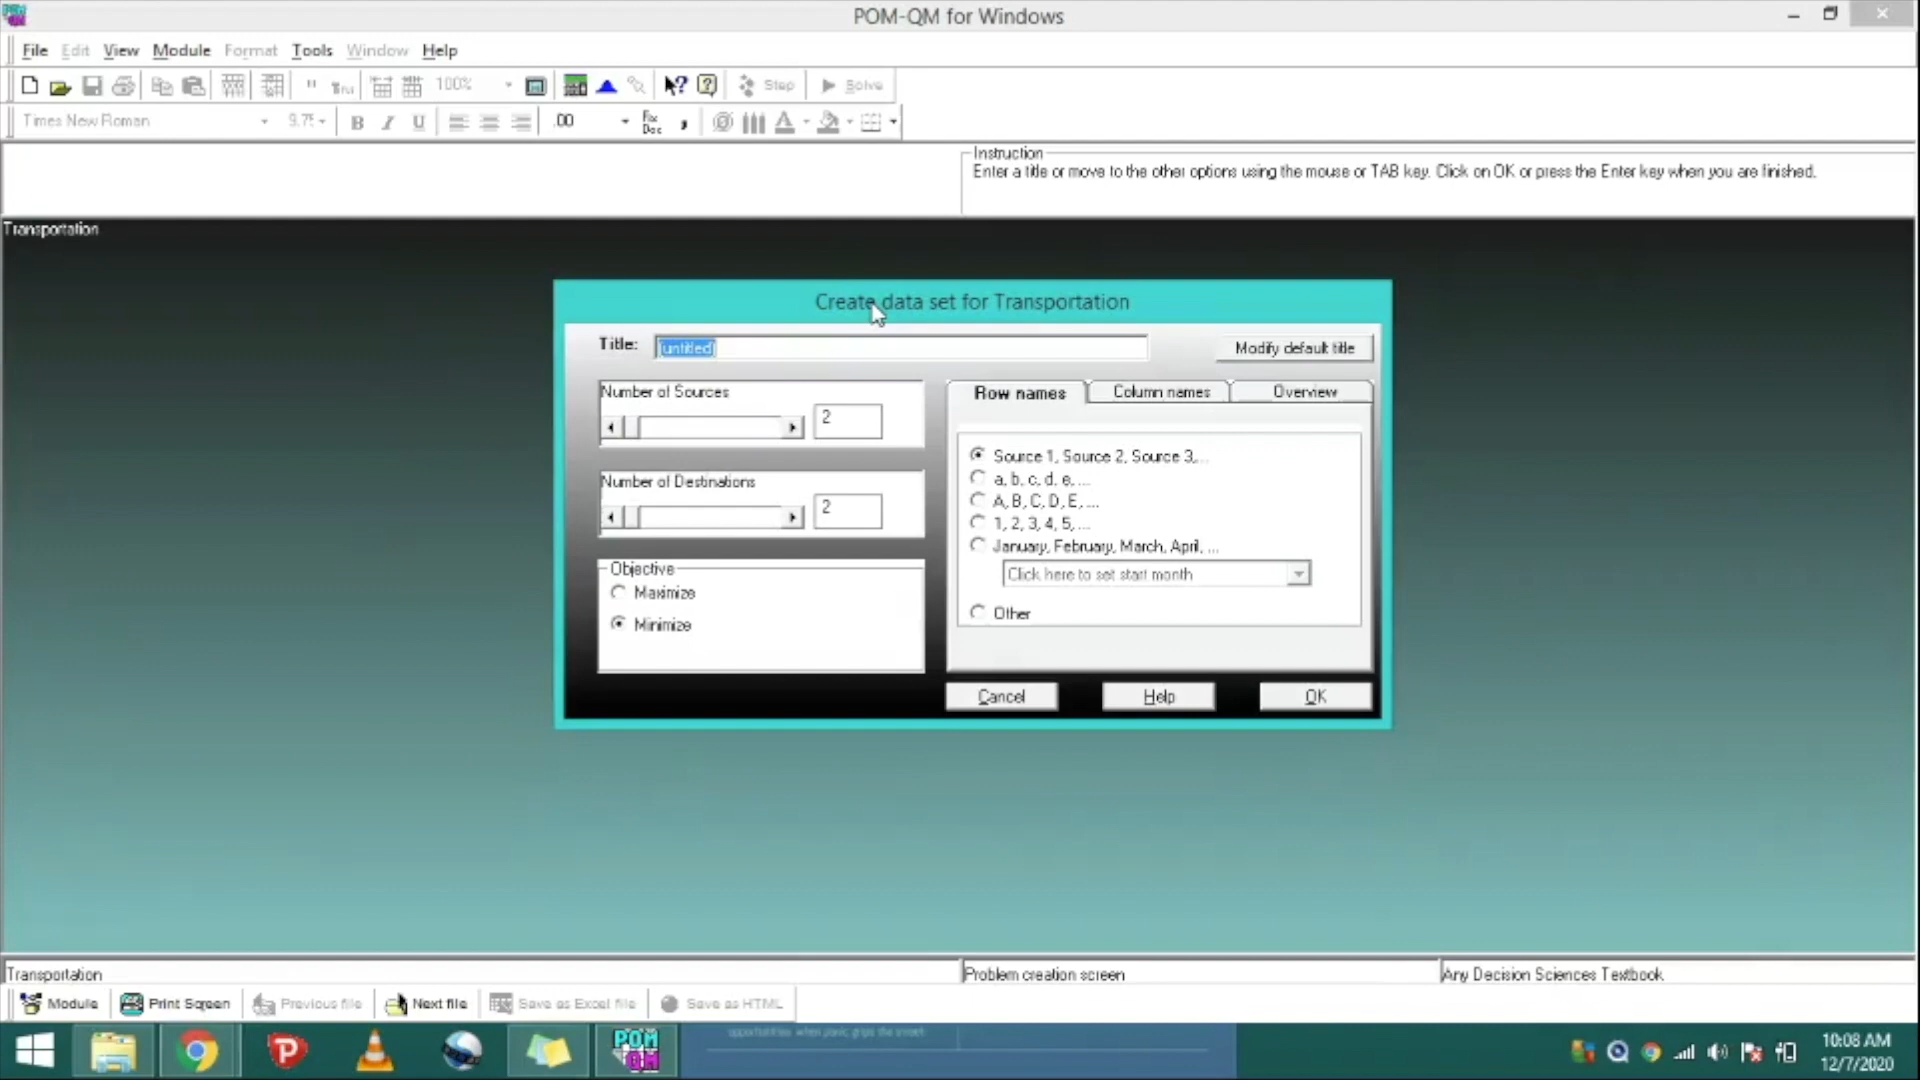 POM-QM for Windows
File Edit View Module Format Tools Window Help
100% Step Solve
Times New Roman 9.75 B I U .00 Fix Dec , A
Instruction
Enter a title or move to the other options using the mouse or TAB key. Click on OK or press the Enter key when you are finished.
Transportation
Create data set for Transportation
Title: (untitled) Modify default title
Number of Sources
2
Number of Destinations
2
Objective
Maximize
Minimize
Row names Column names Overview
Source 1, Source 2, Source 3,...
a, b, c, d, e, ...
A, B, C, D, E, ...
1, 2, 3, 4, 5, ...
January, February, March, April, ...
Click here to set start month
Other
Cancel Help OK
Transportation Problem creation screen Any Decision Sciences Textbook
Module Print Screen Previous file Next file Save as Excel file Save as HTML
POM
QM
10:08 AM
12/7/2020